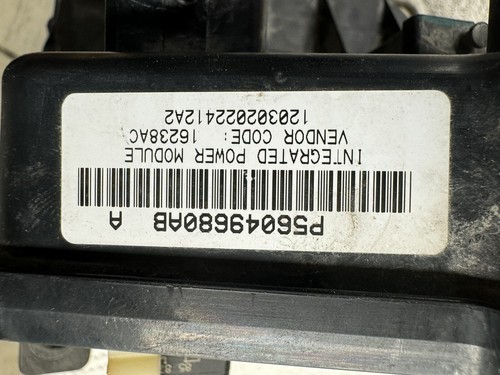 P56049680AB A
INTEGRATED POWER MODULE
VENDOR CODE: 16238AC
120302022412A2